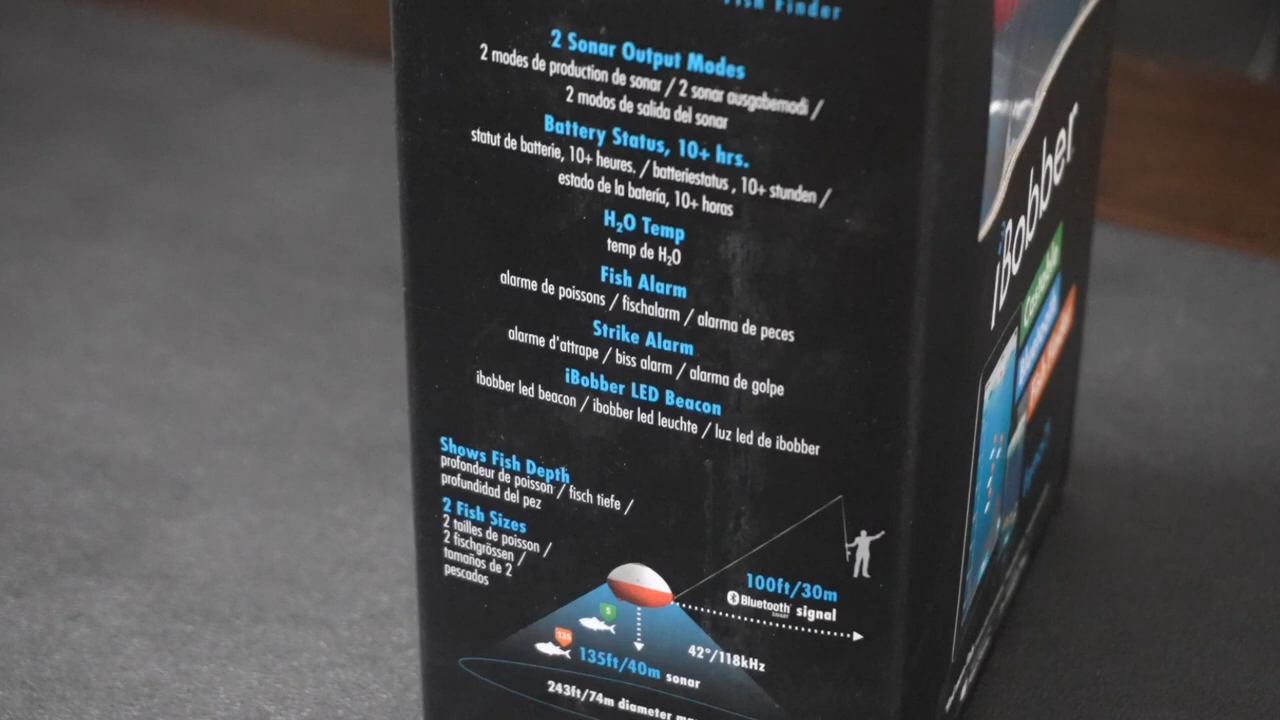 Fish Finder
2 Sonar Output Modes
2 modes de production de sonar / 2 sonar ausgabemodi /
2 modos de salida del sonar
Battery Status, 10+ hrs.
statut de batterie, 10+ heures. / batteriestatus , 10+ stunden /
estado de la batería, 10+ horas
H₂O Temp
temp de H₂O
Fish Alarm
alarme de poissons / fischalarm / alarma de peces
Strike Alarm
alarme d'attrape / biss alarm / alarma de golpe
iBobber LED Beacon
ibobber led beacon / ibobber led leuchte / luz led de ibobber
Shows Fish Depth
profondeur de poisson / fisch tiefe /
profundidad del pez
2 Fish Sizes
2 tailles de poisson /
2 fischgrössen /
tamaños de 2
pescados
100ft/30m
Bluetooth signal
SMART
5
125
42°/118kHz
135ft/40m sonar
243ft/74m diameter
iBobber
Castable
Bluetooth
Fish Finder